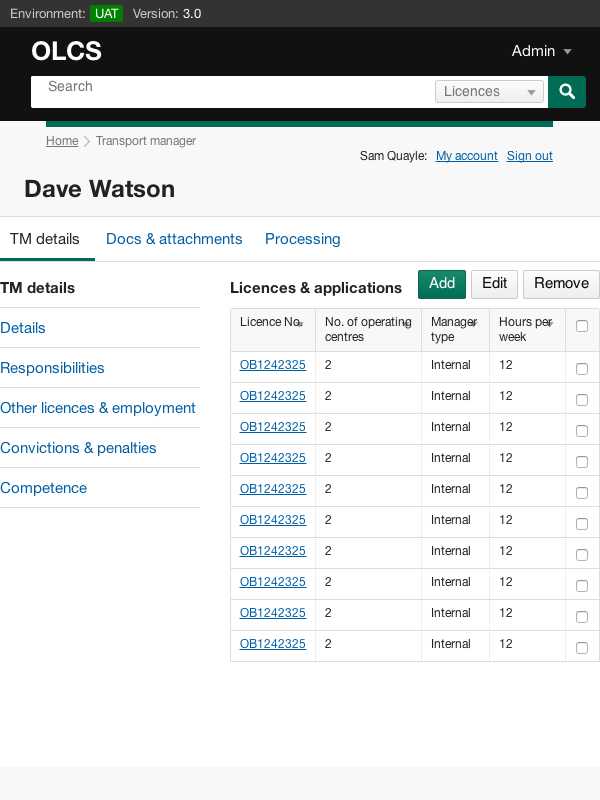 Environment: UAT Version: 3.0
OLCS
Admin
Search
Licences
Home
Transport manager
Sam Quayle: My account Sign out
Dave Watson
TM details Docs & attachments Processing
TM details
Details
Responsibilities
Other licences & employment
Convictions & penalties
Competence
Licences & applications
Add Edit Remove
Licence No. No. of operating centres Manager type Hours per week
OB1242325 2 Internal 12
OB1242325 2 Internal 12
OB1242325 2 Internal 12
OB1242325 2 Internal 12
OB1242325 2 Internal 12
OB1242325 2 Internal 12
OB1242325 2 Internal 12
OB1242325 2 Internal 12
OB1242325 2 Internal 12
OB1242325 2 Internal 12